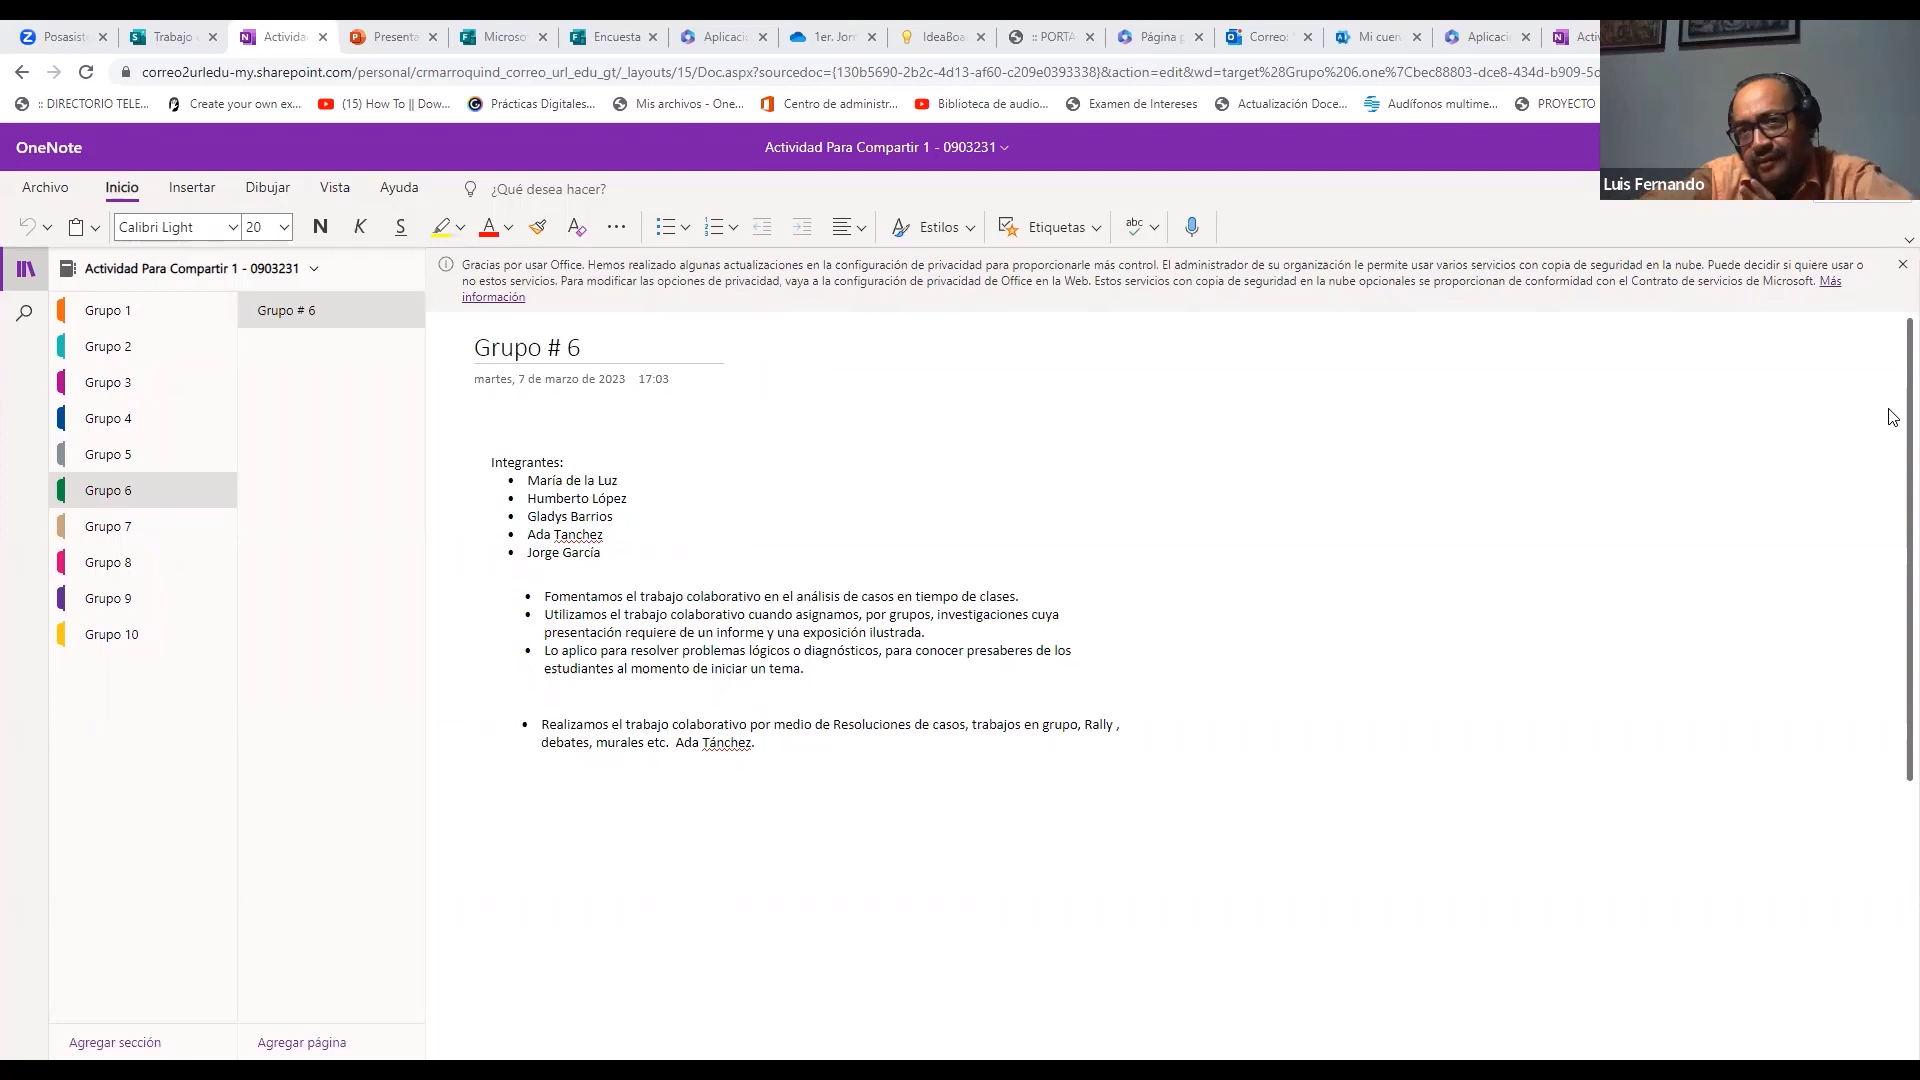 Posasist
Trabajo
Activida
Presenta
Microso
Encuesta
Aplicaci
1er. Jorn
IdeaBoa
:: PORTA
Página p
Correo:
Mi cuen
Aplicaci
Acti
correo2urledu-my.sharepoint.com/personal/crmarroquind_correo_url_edu_gt/_layouts/15/Doc.aspx?sourcedoc={130b5690-2b2c-4d13-af60-c209e0393338}&action=edit&wd=target%28Grupo%206.one%7Cbec88803-dce8-434d-b909-5d
:: DIRECTORIO TELE...
Create your own ex...
(15) How To || Dow...
Prácticas Digitales...
Mis archivos - One...
Centro de administr...
Biblioteca de audio...
Examen de Intereses
Actualización Doce...
Audífonos multime...
PROYECTO
OneNote
Actividad Para Compartir 1 - 0903231
Luis Fernando
Archivo
Inicio
Insertar
Dibujar
Vista
Ayuda
¿Qué desea hacer?
Calibri Light
20
N
K
S
A
Estilos
Etiquetas
abc
Actividad Para Compartir 1 - 0903231
Gracias por usar Office. Hemos realizado algunas actualizaciones en la configuración de privacidad para proporcionarle más control. El administrador de su organización le permite usar varios servicios con copia de seguridad en la nube. Puede decidir si quiere usar o
no estos servicios. Para modificar las opciones de privacidad, vaya a la configuración de privacidad de Office en la Web. Estos servicios con copia de seguridad en la nube opcionales se proporcionan de conformidad con el Contrato de servicios de Microsoft. Más
información
Grupo 1
Grupo 2
Grupo 3
Grupo 4
Grupo 5
Grupo 6
Grupo 7
Grupo 8
Grupo 9
Grupo 10
Grupo # 6
Grupo # 6
martes, 7 de marzo de 2023 17:03
Integrantes:
• María de la Luz
• Humberto López
• Gladys Barrios
• Ada Tanchez
• Jorge García
• Fomentamos el trabajo colaborativo en el análisis de casos en tiempo de clases.
• Utilizamos el trabajo colaborativo cuando asignamos, por grupos, investigaciones cuya
presentación requiere de un informe y una exposición ilustrada.
• Lo aplico para resolver problemas lógicos o diagnósticos, para conocer presaberes de los
estudiantes al momento de iniciar un tema.
• Realizamos el trabajo colaborativo por medio de Resoluciones de casos, trabajos en grupo, Rally ,
debates, murales etc. Ada Tánchez.
Agregar sección
Agregar página